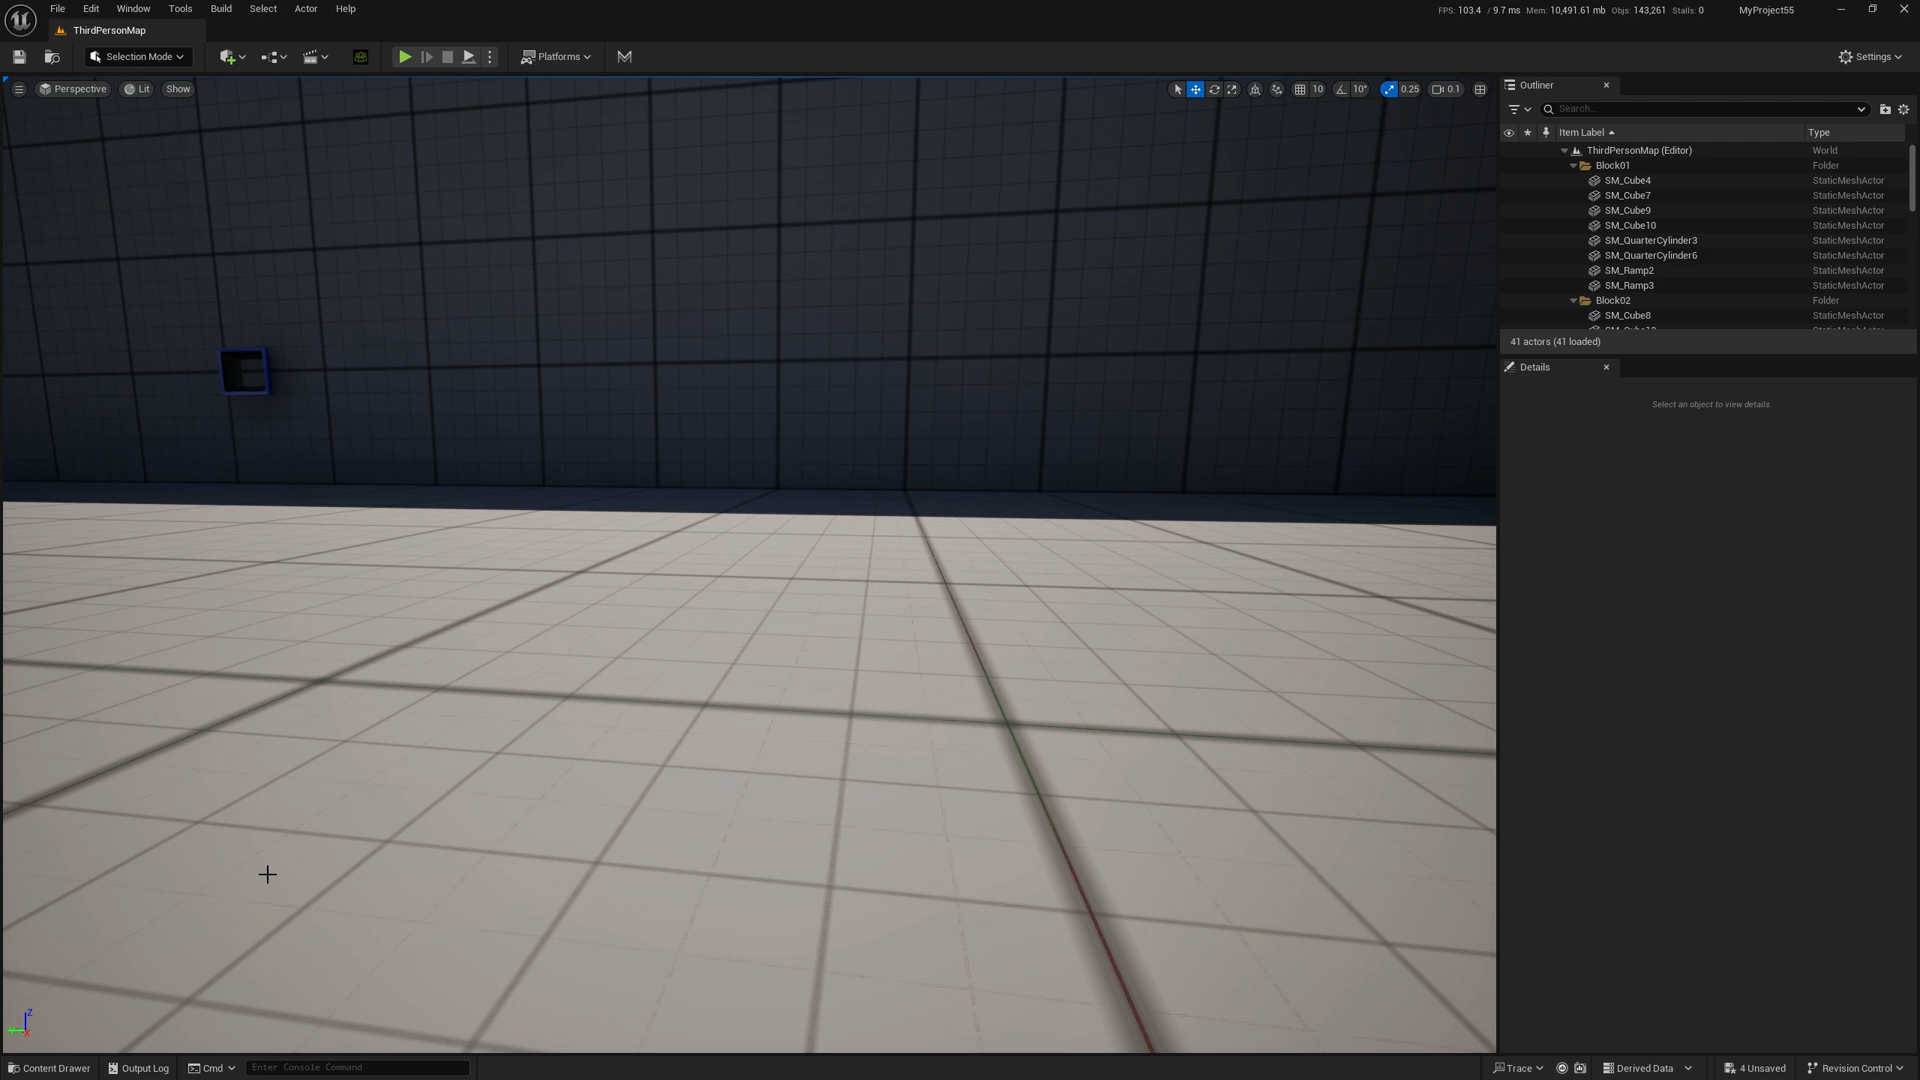 File Edit Window Tools Build Select Actor Help
FPS: 103.4 / 9.7 ms Mem: 10,491.61 mb Objs: 143,261 Stalls: 0 MyProject55
ThirdPersonMap
Selection Mode
Platforms
Settings
Perspective Lit Show
10 10° 0.25 0.1
Outliner
Search...
Item Label Type
ThirdPersonMap (Editor) World
Block01 Folder
SM_Cube4 StaticMeshActor
SM_Cube7 StaticMeshActor
SM_Cube9 StaticMeshActor
SM_Cube10 StaticMeshActor
SM_QuarterCylinder3 StaticMeshActor
SM_QuarterCylinder6 StaticMeshActor
SM_Ramp2 StaticMeshActor
SM_Ramp3 StaticMeshActor
Block02 Folder
SM_Cube8 StaticMeshActor
41 actors (41 loaded)
Details
Select an object to view details.
Z
Content Drawer Output Log Cmd Enter Console Command
Trace Derived Data 4 Unsaved Revision Control